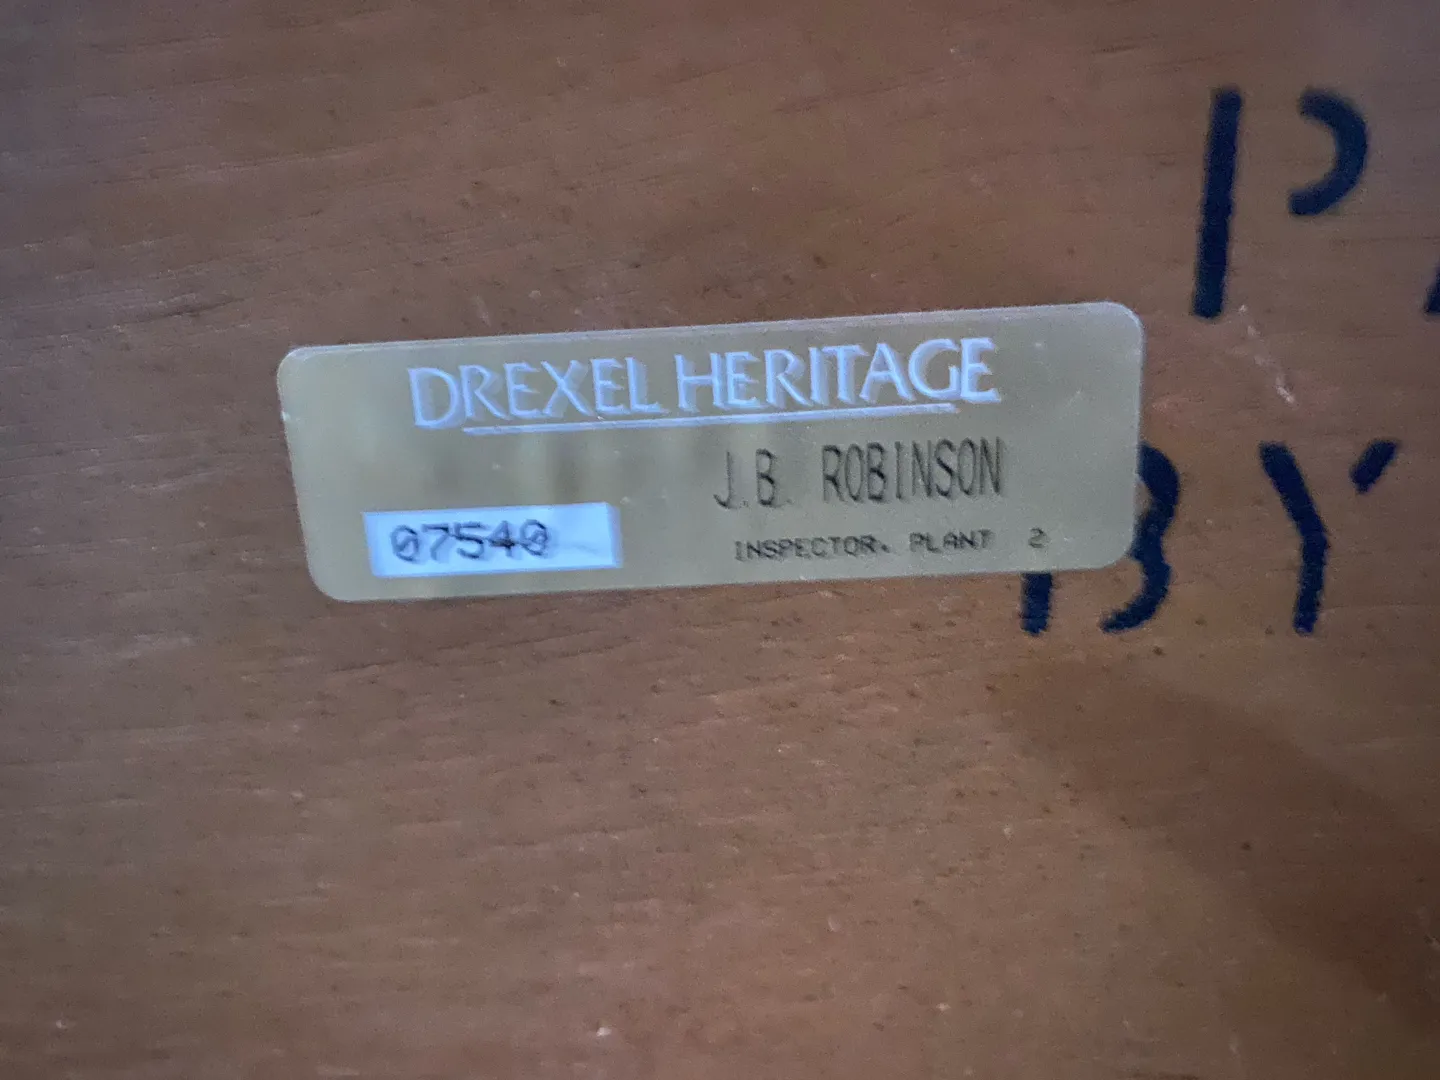 DREXEL HERITAGE
J.B. ROBINSON
07540
INSPECTOR. PLANT 2
P
BY